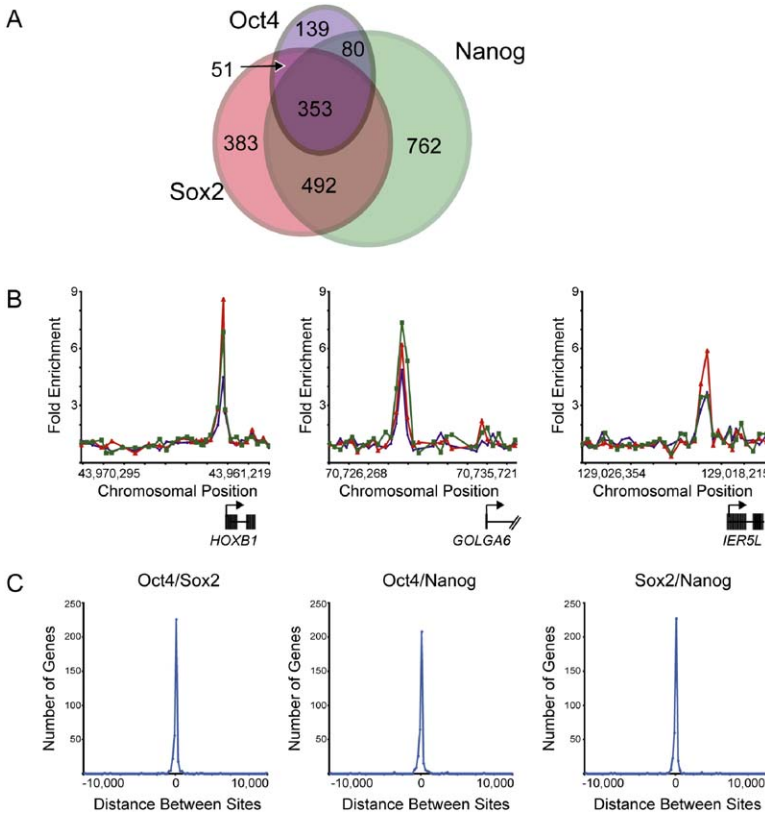 A
Oct4
139
80
Nanog
51
353
383
762
Sox2
492
B
9
6
3
Fold Enrichment
43,970,295
43,961,219
Chromosomal Position
HOXB1
9
6
3
Fold Enrichment
70,726,268
70,735,721
Chromosomal Position
GOLGA6
9
6
3
Fold Enrichment
129,026,354
129,018,215
Chromosomal Position
IER5L
C
Oct4/Sox2
250
200
150
100
50
Number of Genes
-10,000
0
10,000
Distance Between Sites
Oct4/Nanog
250
200
150
100
50
Number of Genes
-10,000
0
10,000
Distance Between Sites
Sox2/Nanog
250
200
150
100
50
Number of Genes
-10,000
0
10,000
Distance Between Sites